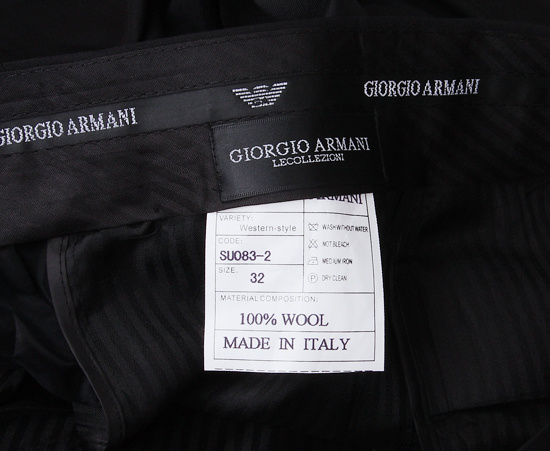 GIORGIO ARMANI
GIORGIO ARMANI
GIORGIO ARMANI
LECOLLEZIONI
ARMANI
VARIETY:
Western-style
CODE:
SU083-2
SIZE:
32
WASH WITHOUT WATER
NOT BLEACH
MEDIUM IRON
P DRY CLEAN
MATERIAL COMPOSITION:
100% WOOL
MADE IN ITALY